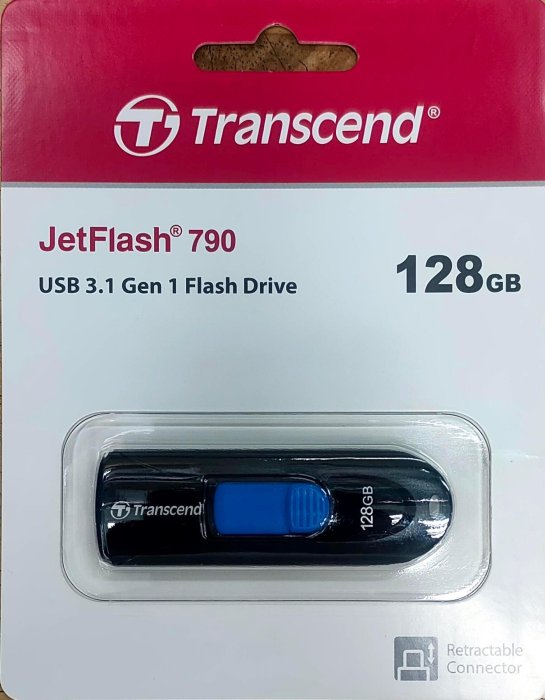 Transcend®
JetFlash® 790
USB 3.1 Gen 1 Flash Drive
128GB
Transcend
128GB
Retractable
Connector